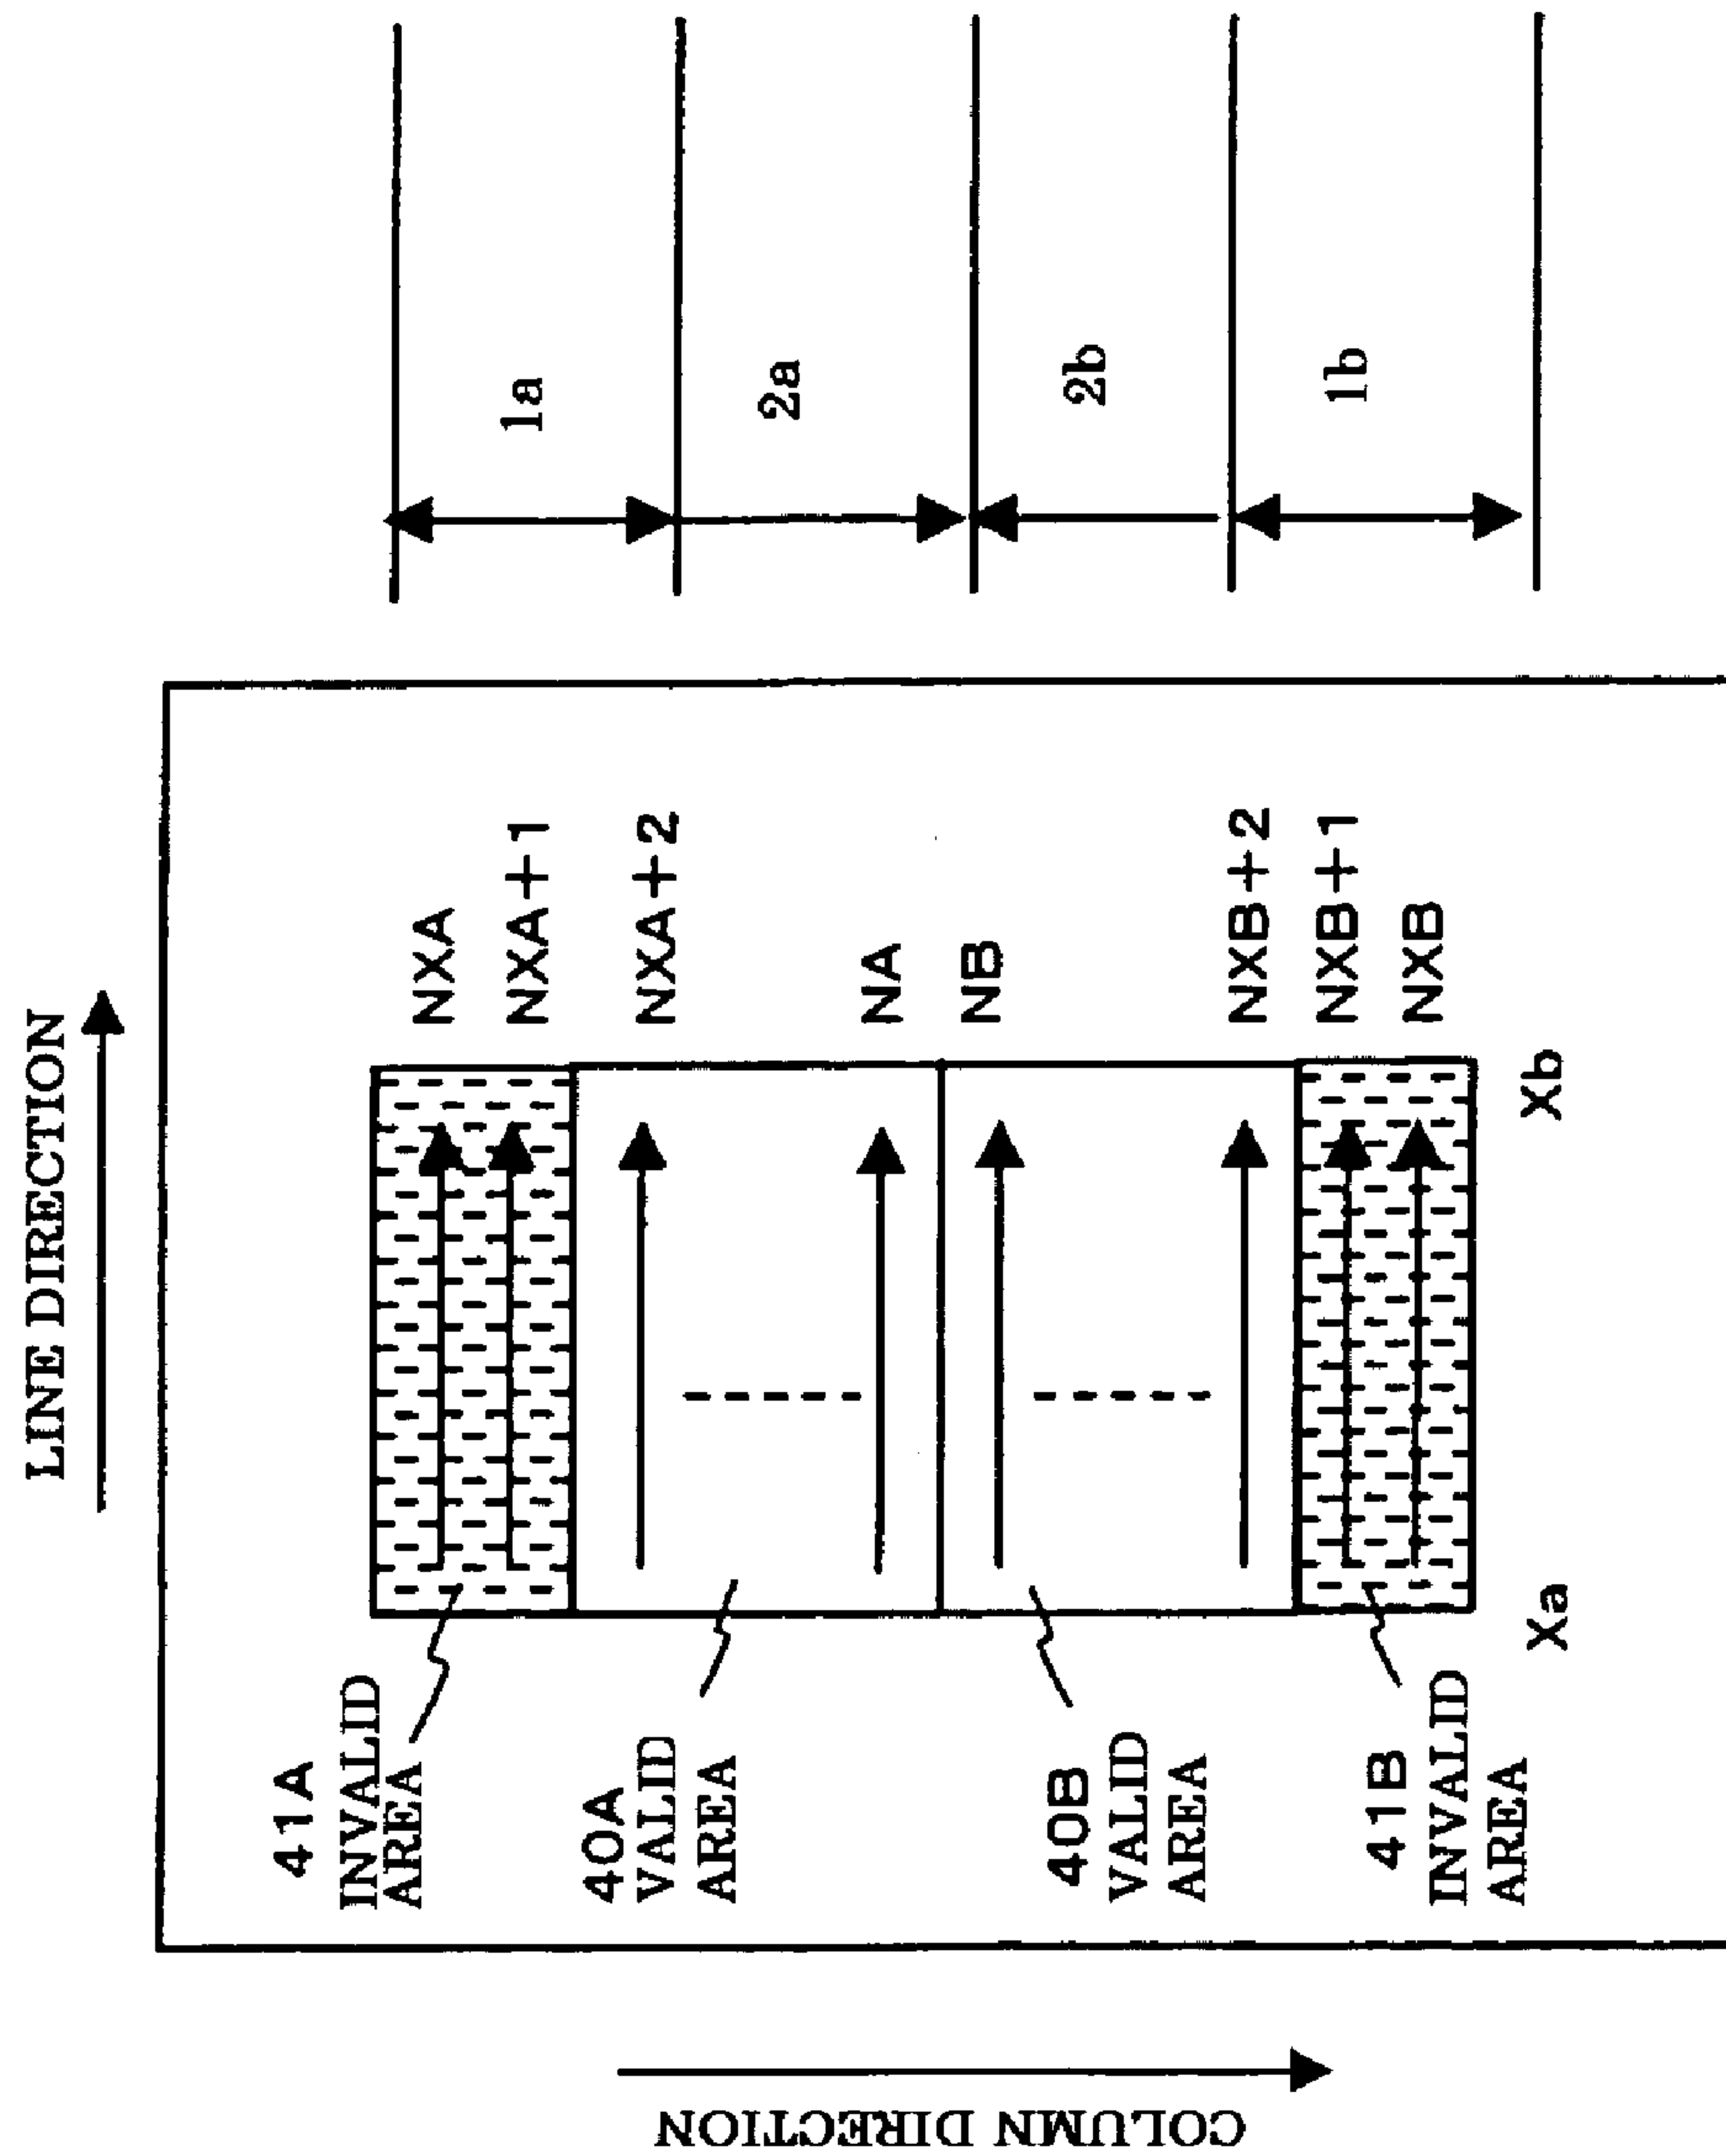 LINE DIRECTION
COLUMN DIRECTION
41A
INVALID
AREA
40A
VALID
AREA
40B
VALID
AREA
41B
INVALID
AREA
NXA
NXA+1
NXA+2
NA
NB
NXB+2
NXB+1
NXB
Xa
Xb
1a
2a
2b
1b